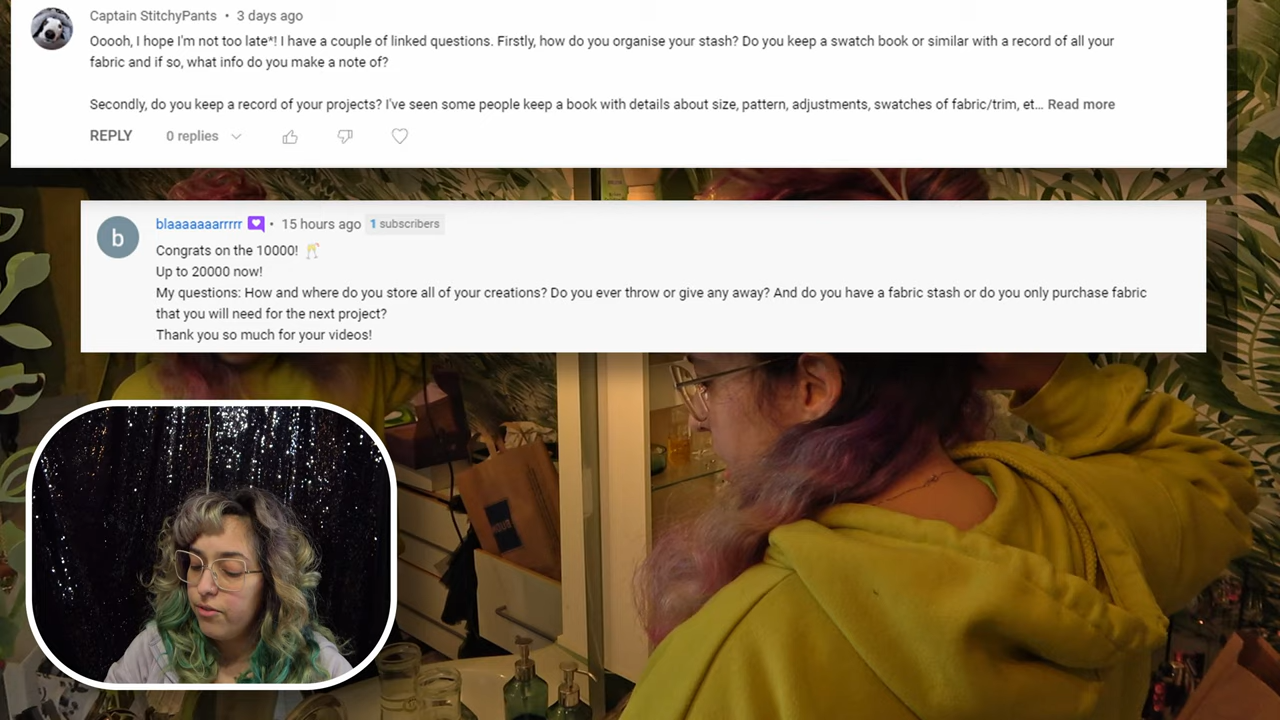 Captain StitchyPants • 3 days ago
Ooooh, I hope I'm not too late*! I have a couple of linked questions. Firstly, how do you organise your stash? Do you keep a swatch book or similar with a record of all your
fabric and if so, what info do you make a note of?
Secondly, do you keep a record of your projects? I've seen some people keep a book with details about size, pattern, adjustments, swatches of fabric/trim, et... Read more
REPLY 0 replies
b
blaaaaaaarrrrr • 15 hours ago 1 subscribers
Congrats on the 10000! 🥂
Up to 20000 now!
My questions: How and where do you store all of your creations? Do you ever throw or give any away? And do you have a fabric stash or do you only purchase fabric
that you will need for the next project?
Thank you so much for your videos!